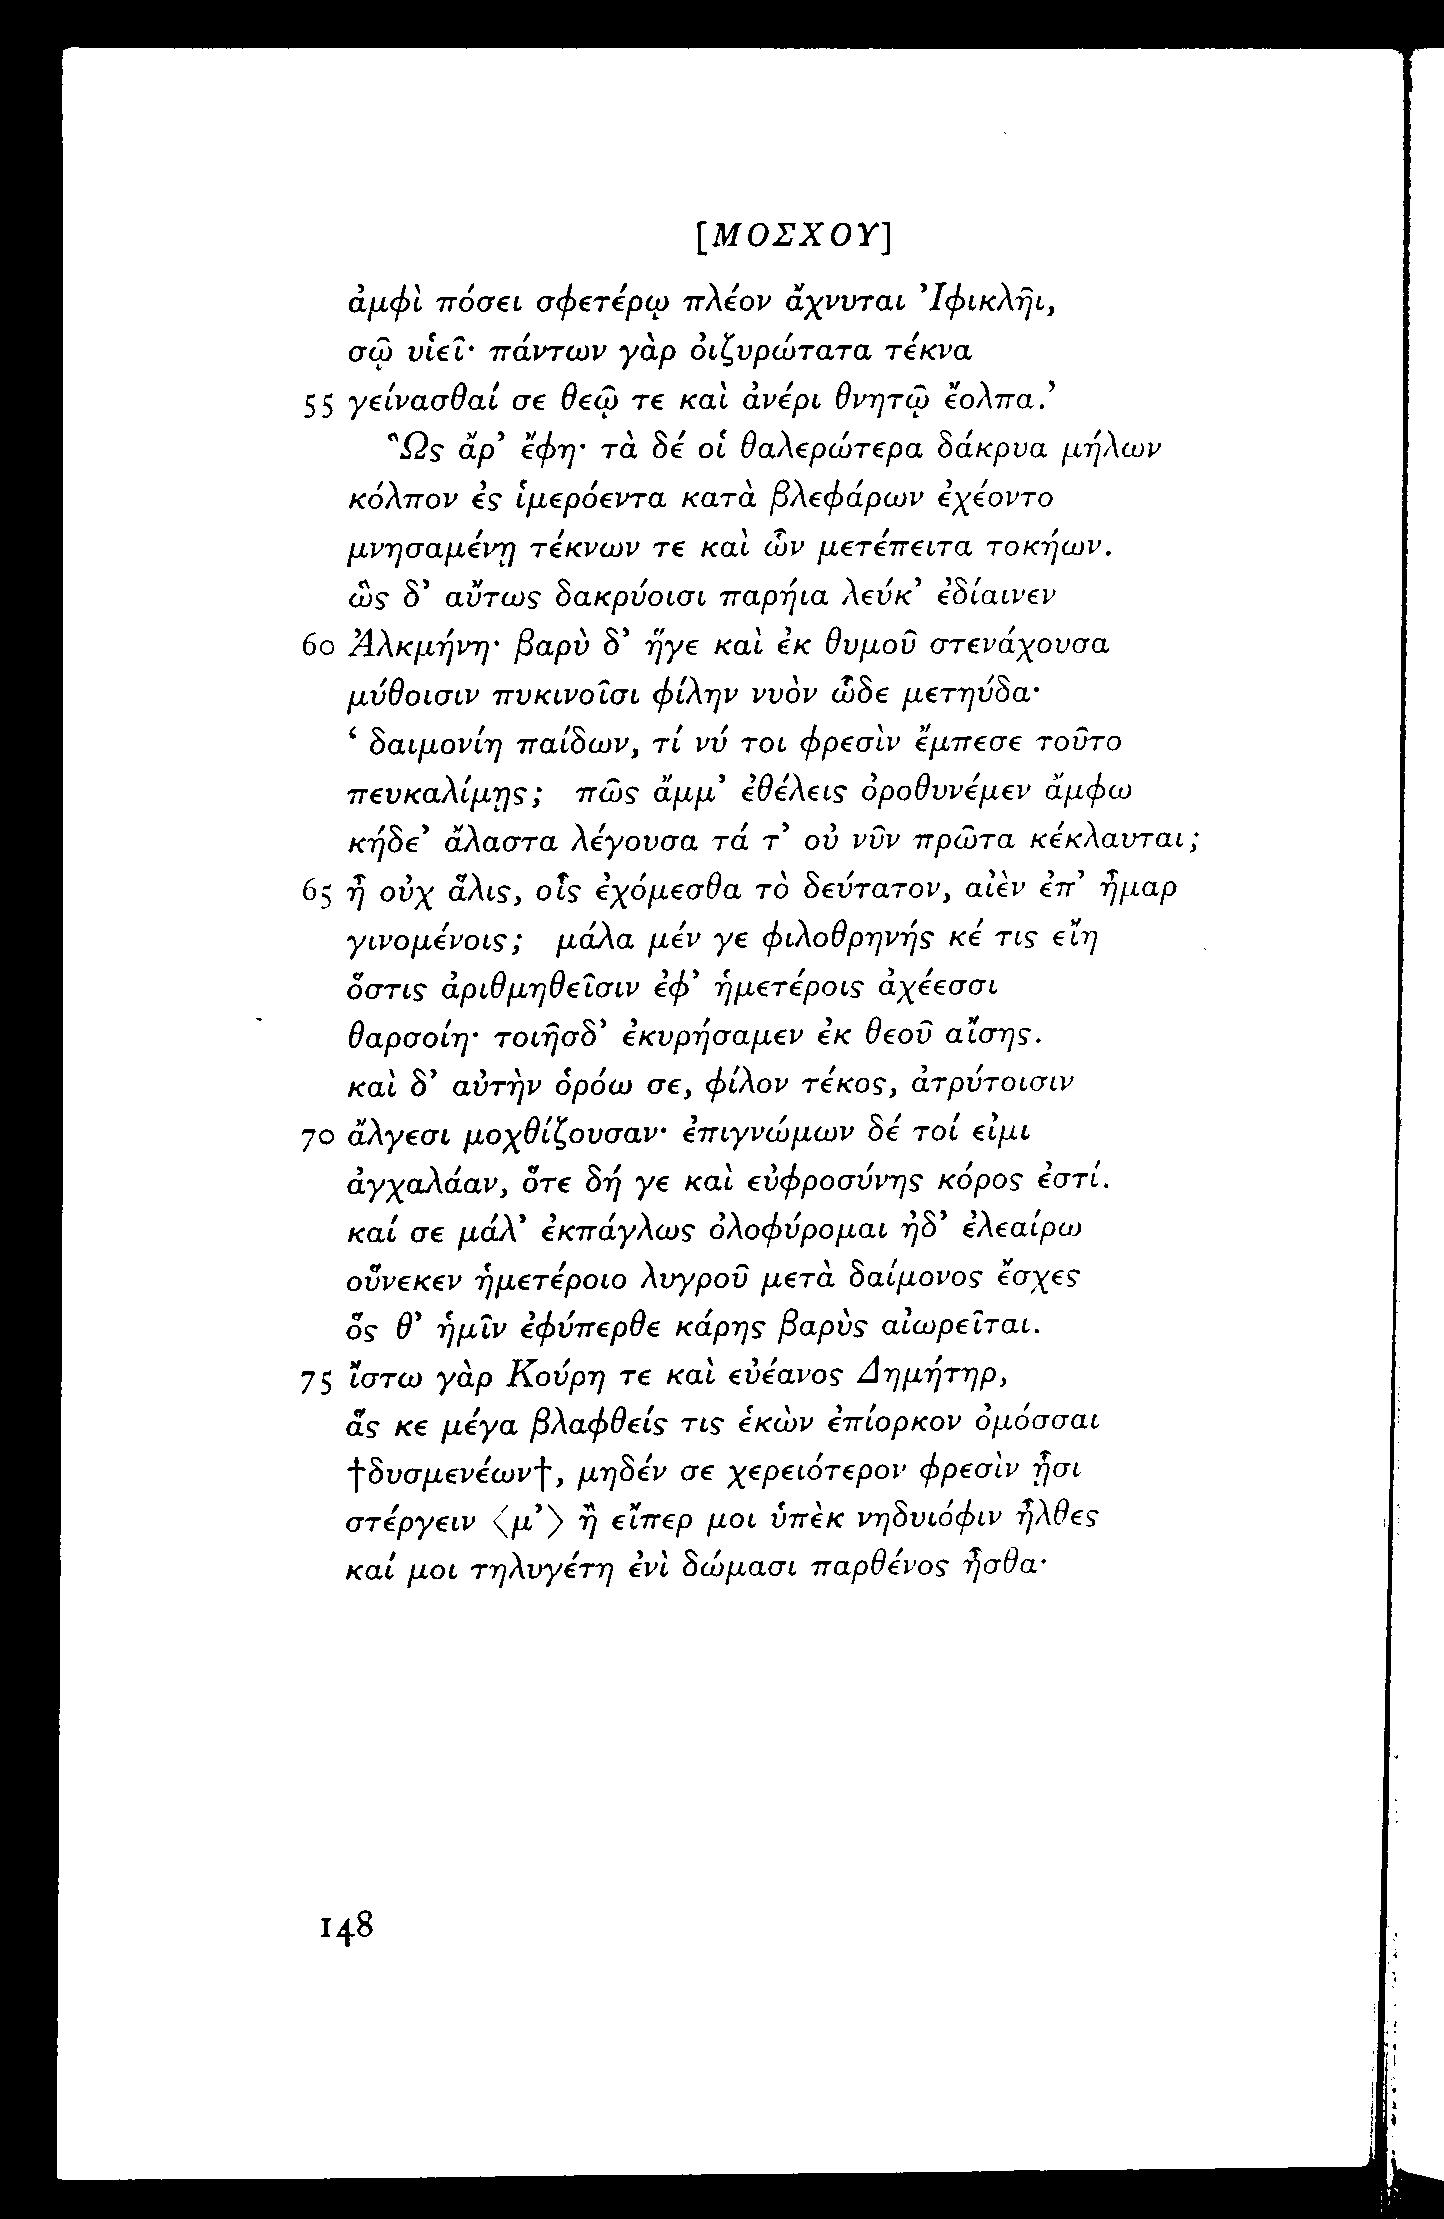 [ΜΟΣΧΟΥ]
ἀμφὶ πόσει σφετέρῳ πλέον ἄχνυται Ἰφικλῆι,
σῷ υἱεῖ· πάντων γὰρ ὀιζυρώτατα τέκνα
55 γείνασθαί σε θεῷ τε καὶ ἀνέρι θνητῷ ἔολπα.’
Ὣς ἄρ’ ἔφη· τὰ δέ οἱ θαλερώτερα δάκρυα μήλων
κόλπον ἐς ἱμερόεντα κατὰ βλεφάρων ἐχέοντο
μνησαμένῃ τέκνων τε καὶ ὧν μετέπειτα τοκήων.
ὣς δ’ αὔτως δακρύοισι παρήια λεύκ’ ἐδίαινεν
60 Ἀλκμήνη· βαρὺ δ’ ἥγε καὶ ἐκ θυμοῦ στενάχουσα
μύθοισιν πυκινοῖσι φίλην νυὸν ὧδε μετηύδα·
‘ δαιμονίη παίδων, τί νύ τοι φρεσὶν ἔμπεσε τοῦτο
πευκαλίμῃς; πῶς ἄμμ’ ἐθέλεις ὀροθυνέμεν ἄμφω
κήδε’ ἄλαστα λέγουσα τά τ’ οὐ νῦν πρῶτα κέκλαυται;
65 ἦ οὐχ ἅλις, οἷς ἐχόμεσθα τὸ δεύτατον, αἰὲν ἐπ’ ἦμαρ
γινομένοις; μάλα μέν γε φιλοθρηνής κέ τις εἴη
ὅστις ἀριθμηθεῖσιν ἐφ’ ἡμετέροις ἀχέεσσι
θαρσοίη· τοιῆσδ’ ἐκυρήσαμεν ἐκ θεοῦ αἴσης.
καὶ δ’ αὐτὴν ὁρόω σε, φίλον τέκος, ἀτρύτοισιν
70 ἄλγεσι μοχθίζουσαν· ἐπιγνώμων δέ τοί εἰμι
ἀγχαλάαν, ὅτε δή γε καὶ εὐφροσύνης κόρος ἐστί.
καί σε μάλ’ ἐκπάγλως ὀλοφύρομαι ἠδ’ ἐλεαίρω
οὕνεκεν ἡμετέροιο λυγροῦ μετὰ δαίμονος ἔσχες
ὅς θ’ ἡμῖν ἐφύπερθε κάρης βαρὺς αἰωρεῖται.
75 ἴστω γὰρ Κούρη τε καὶ εὐέανος Δημήτηρ,
ἅς κε μέγα βλαφθείς τις ἑκὼν ἐπίορκον ὀμόσσαι
†δυσμενέων†, μηδέν σε χερειότερον φρεσὶν ᾗσι
στέργειν ⟨μ’⟩ ἢ εἴπερ μοι ὑπὲκ νηδυιόφιν ἦλθες
καί μοι τηλυγέτη ἐνὶ δώμασι παρθένος ἦσθα·
148